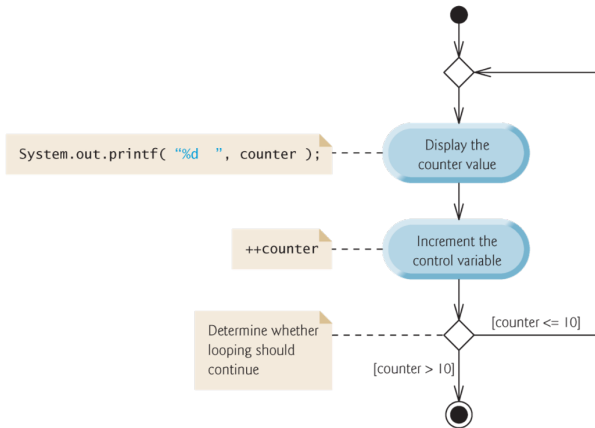 Display the
counter value
System.out.printf( “%d  ”, counter );
Increment the
control variable
++counter
Determine whether
looping should
continue
[counter <= 10]
[counter > 10]